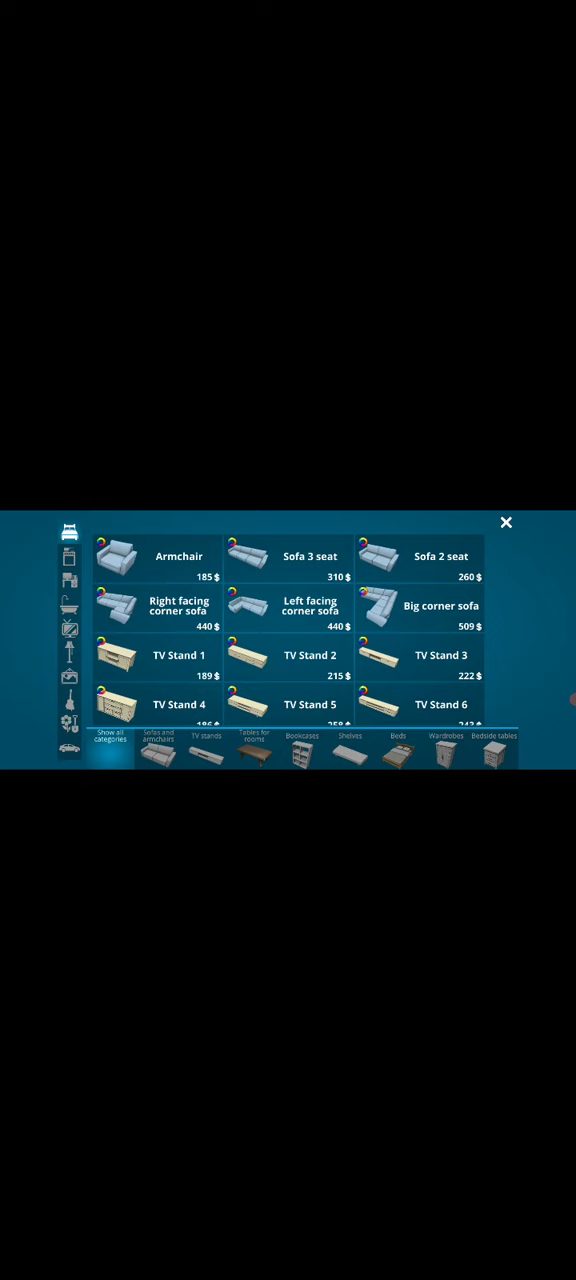 Armchair
185 $
Sofa 3 seat
310 $
Sofa 2 seat
260 $
Right facing
corner sofa
440 $
Left facing
corner sofa
440 $
Big corner sofa
509 $
TV Stand 1
189 $
TV Stand 2
215 $
TV Stand 3
222 $
TV Stand 4
TV Stand 5
TV Stand 6
Show all
categories
Sofas and
armchairs
TV stands
Tables for
rooms
Bookcases
Shelves
Beds
Wardrobes
Bedside tables